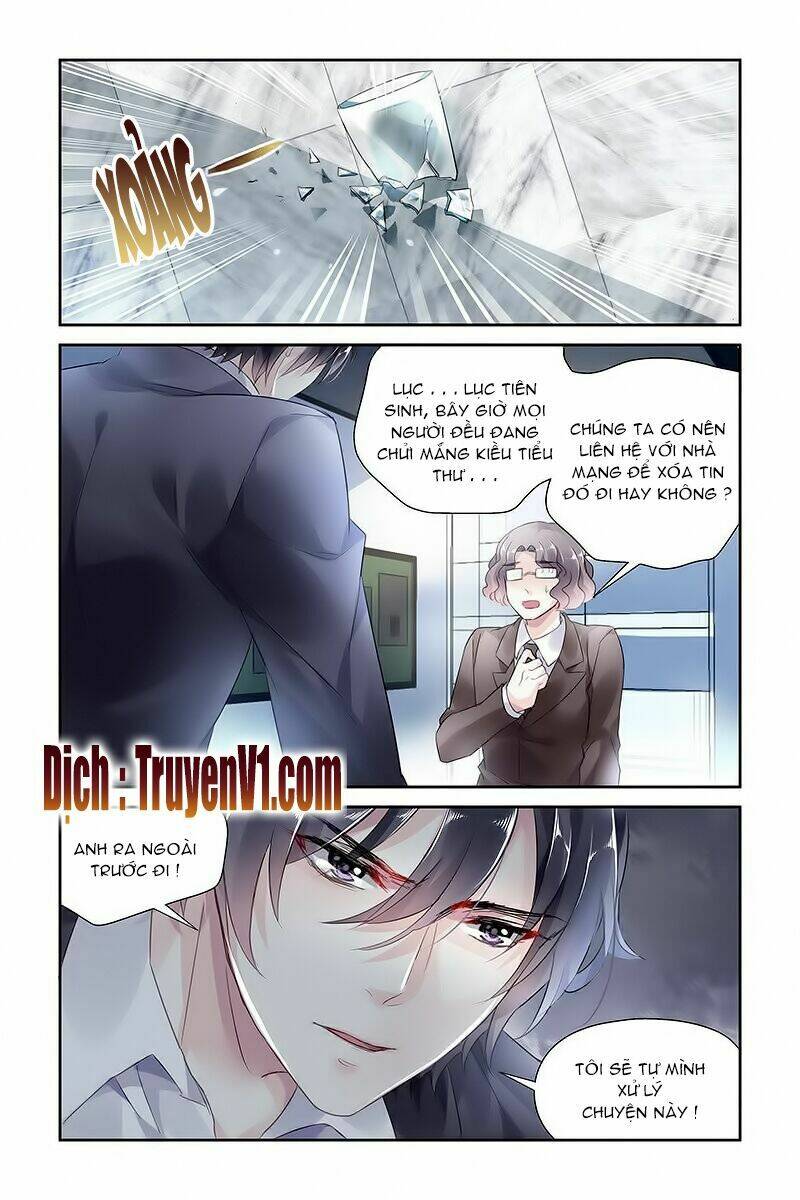 XOẢNG
LỤC . . . LỤC TIÊN
SINH, BÂY GIỜ MỌI
NGƯỜI ĐỀU ĐANG
CHỬI MẮNG KIỀU TIỂU
THƯ . . .
CHÚNG TA CÓ NÊN
LIÊN HỆ VỚI NHÀ
MẠNG ĐỂ XÓA TIN
ĐÓ ĐI HAY KHÔNG ?
Dịch : TruyenV1.com
ANH RA NGOÀI
TRƯỚC ĐI !
TÔI SẼ TỰ MÌNH
XỬ LÝ
CHUYỆN NÀY !